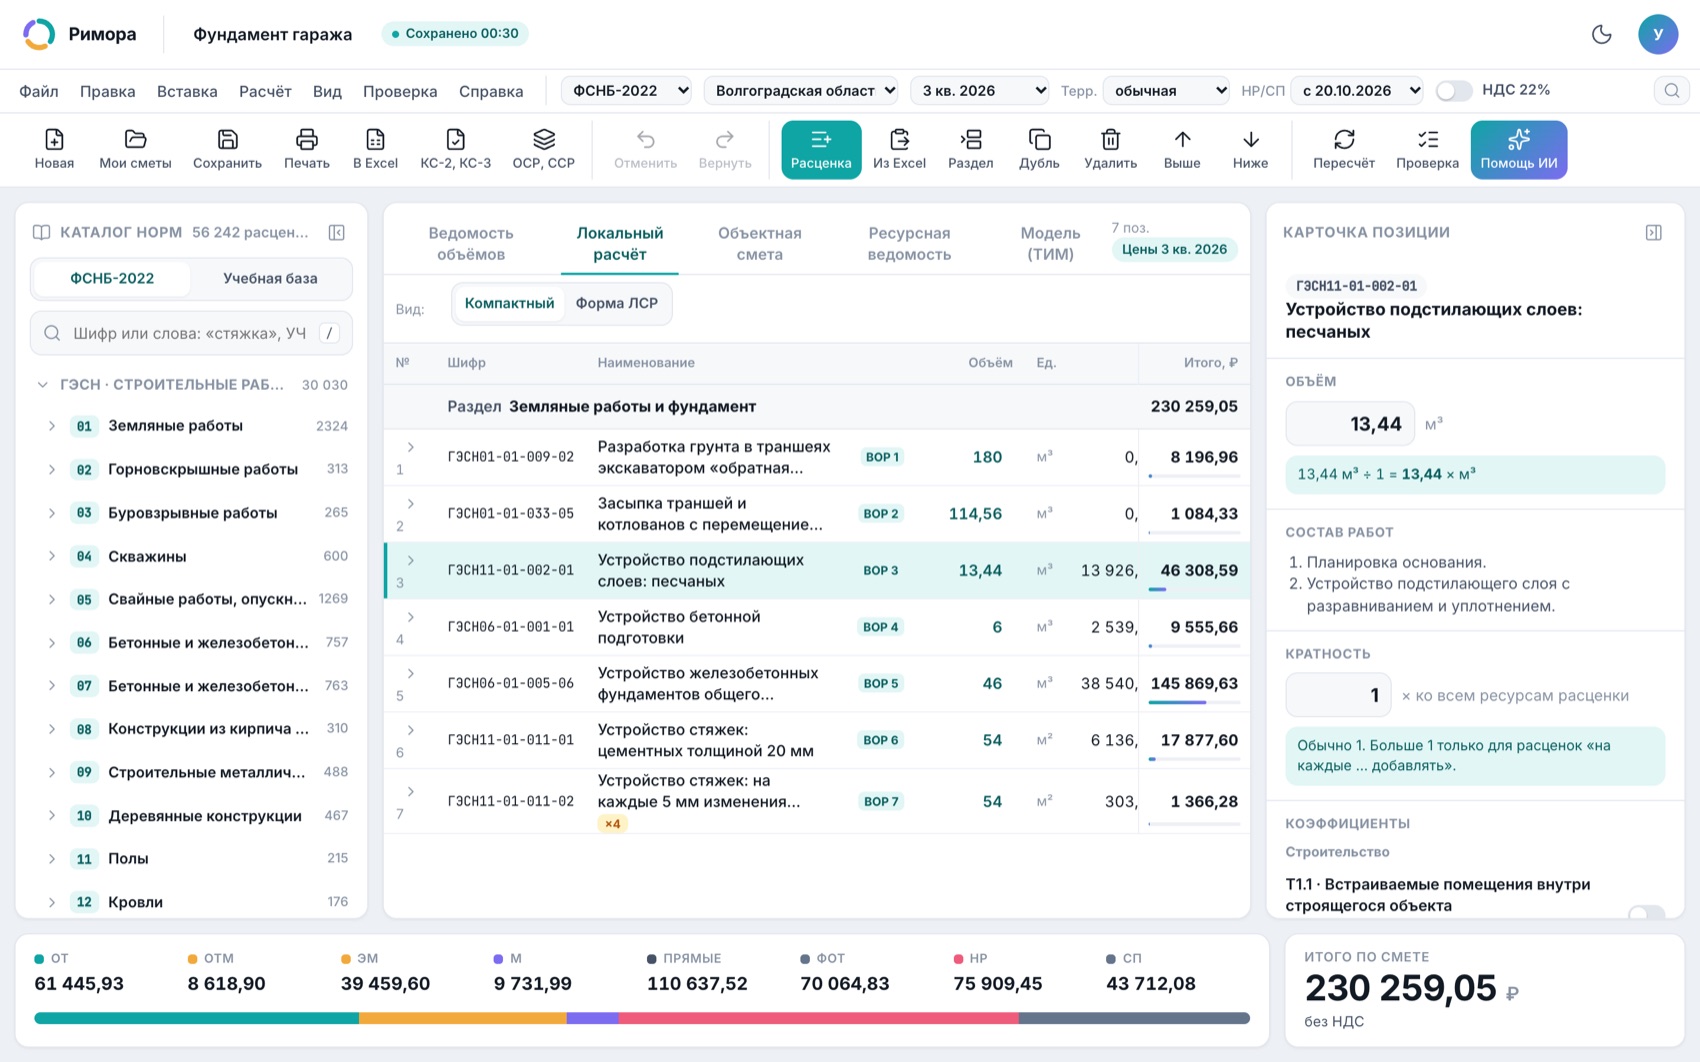 Римора
Фундамент гаража
Сохранено 00:30
У
Файл Правка Вставка Расчёт Вид Проверка Справка
ФСНБ-2022
Волгоградская област
3 кв. 2026
Терр. обычная
НР/СП с 20.10.2026
НДС 22%
Новая
Мои сметы
Сохранить
Печать
В Excel
КС-2, КС-3
ОСР, ССР
Отменить
Вернуть
Расценка
Из Excel
Раздел
Дубль
Удалить
Выше
Ниже
Пересчёт
Проверка
Помощь ИИ
КАТАЛОГ НОРМ 56 242 расцен...
ФСНБ-2022 Учебная база
Шифр или слова: «стяжка», УЧ /
ГЭСН · СТРОИТЕЛЬНЫЕ РАБ... 30 030
01 Земляные работы 2324
02 Горновскрышные работы 313
03 Буровзрывные работы 265
04 Скважины 600
05 Свайные работы, опускн... 1269
06 Бетонные и железобетон... 757
07 Бетонные и железобетон... 763
08 Конструкции из кирпича ... 310
09 Строительные металлич... 488
10 Деревянные конструкции 467
11 Полы 215
12 Кровли 176
Ведомость объёмов
Локальный расчёт
Объектная смета
Ресурсная ведомость
Модель (ТИМ)
7 поз.
Цены 3 кв. 2026
Вид: Компактный Форма ЛСР
№ Шифр Наименование Объём Ед. Итого, ₽
Раздел Земляные работы и фундамент 230 259,05
1 ГЭСН01-01-009-02 Разработка грунта в траншеях экскаватором «обратная... ВОР 1 180 м³ 0, 8 196,96
2 ГЭСН01-01-033-05 Засыпка траншей и котлованов с перемещение... ВОР 2 114,56 м³ 0, 1 084,33
3 ГЭСН11-01-002-01 Устройство подстилающих слоев: песчаных ВОР 3 13,44 м³ 13 926, 46 308,59
4 ГЭСН06-01-001-01 Устройство бетонной подготовки ВОР 4 6 м³ 2 539, 9 555,66
5 ГЭСН06-01-005-06 Устройство железобетонных фундаментов общего... ВОР 5 46 м³ 38 540, 145 869,63
6 ГЭСН11-01-011-01 Устройство стяжек: цементных толщиной 20 мм ВОР 6 54 м² 6 136, 17 877,60
7 ГЭСН11-01-011-02 Устройство стяжек: на каждые 5 мм изменения... ×4 ВОР 7 54 м² 303, 1 366,28
КАРТОЧКА ПОЗИЦИИ
ГЭСН11-01-002-01
Устройство подстилающих слоев:
песчаных
ОБЪЁМ
13,44 м³
13,44 м³ ÷ 1 = 13,44 × м³
СОСТАВ РАБОТ
1. Планировка основания.
2. Устройство подстилающего слоя с
разравниванием и уплотнением.
КРАТНОСТЬ
1 × ко всем ресурсам расценки
Обычно 1. Больше 1 только для расценок «на
каждые ... добавлять».
КОЭФФИЦИЕНТЫ
Строительство
Т1.1 · Встраиваемые помещения внутри
строящегося объекта
ОТ ОТМ ЭМ М ПРЯМЫЕ ФОТ НР СП
61 445,93 8 618,90 39 459,60 9 731,99 110 637,52 70 064,83 75 909,45 43 712,08
ИТОГО ПО СМЕТЕ
230 259,05 ₽
без НДС